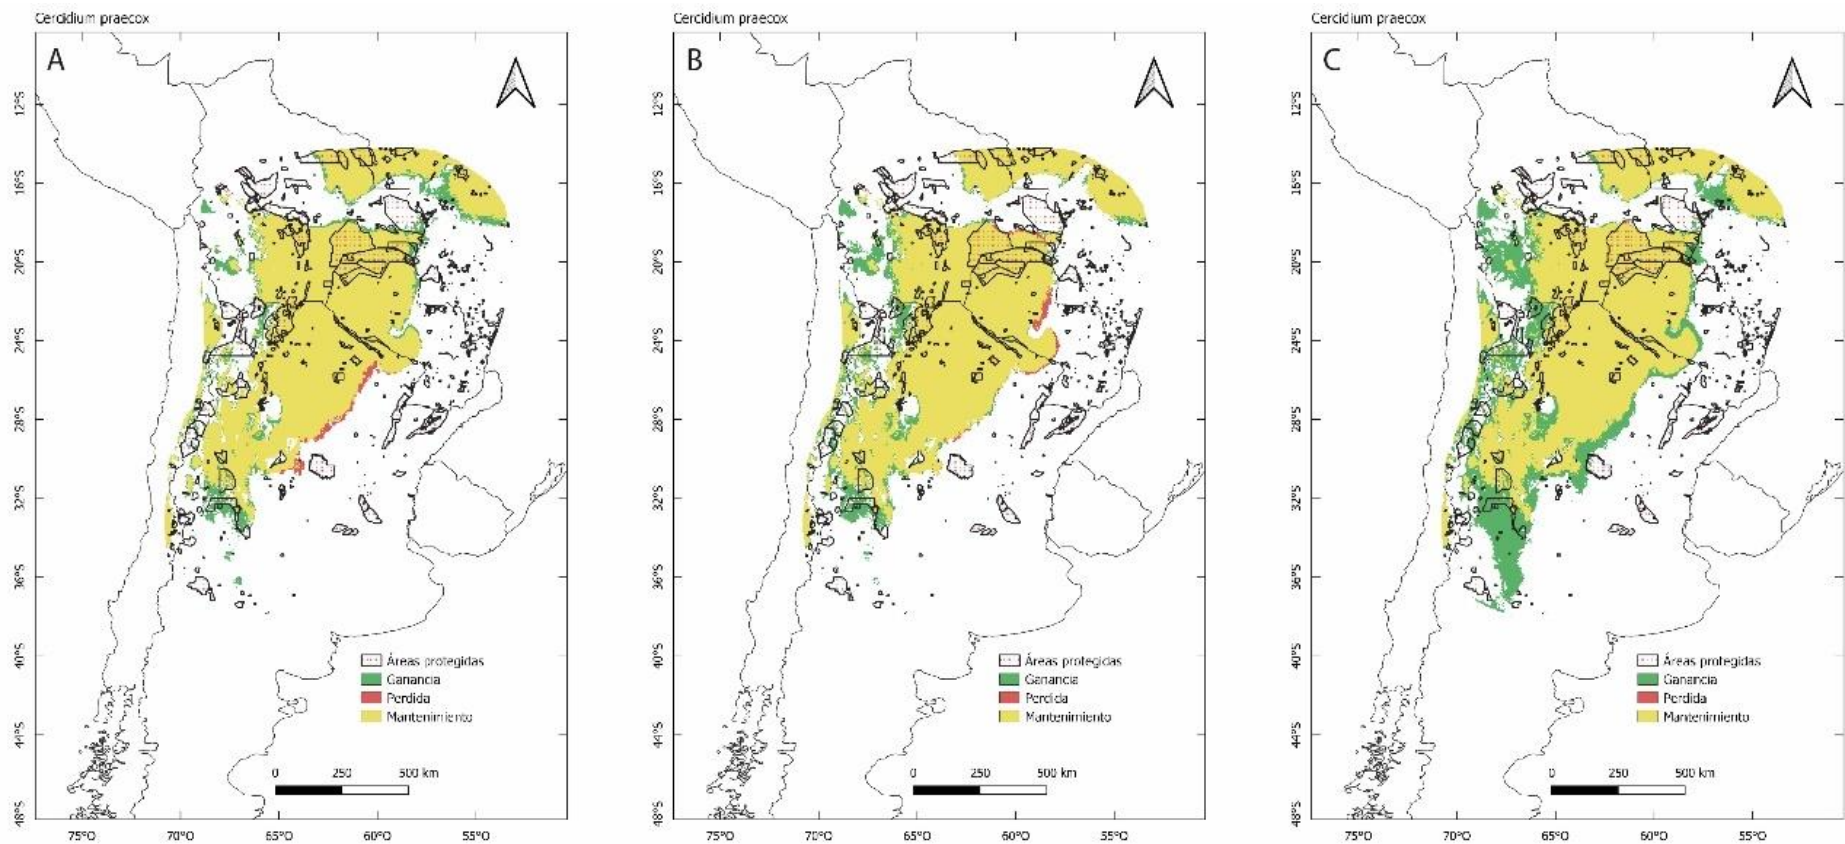 Cercidium praecox
A
12°S
16°S
20°S
24°S
28°S
32°S
36°S
40°S
44°S
48°S
Áreas protegidas
Ganancia
Perdida
Mantenimiento
0 250 500 km
75°O 70°O 65°O 60°O 55°O
Cercidium praecox
B
12°S
16°S
20°S
24°S
28°S
32°S
36°S
40°S
44°S
48°S
Áreas protegidas
Ganancia
Perdida
Mantenimiento
0 250 500 km
75°O 70°O 65°O 60°O 55°O
Cercidium praecox
C
12°S
16°S
20°S
24°S
28°S
32°S
36°S
40°S
44°S
48°S
Áreas protegidas
Ganancia
Perdida
Mantenimiento
0 250 500 km
75°O 70°O 65°O 60°O 55°O